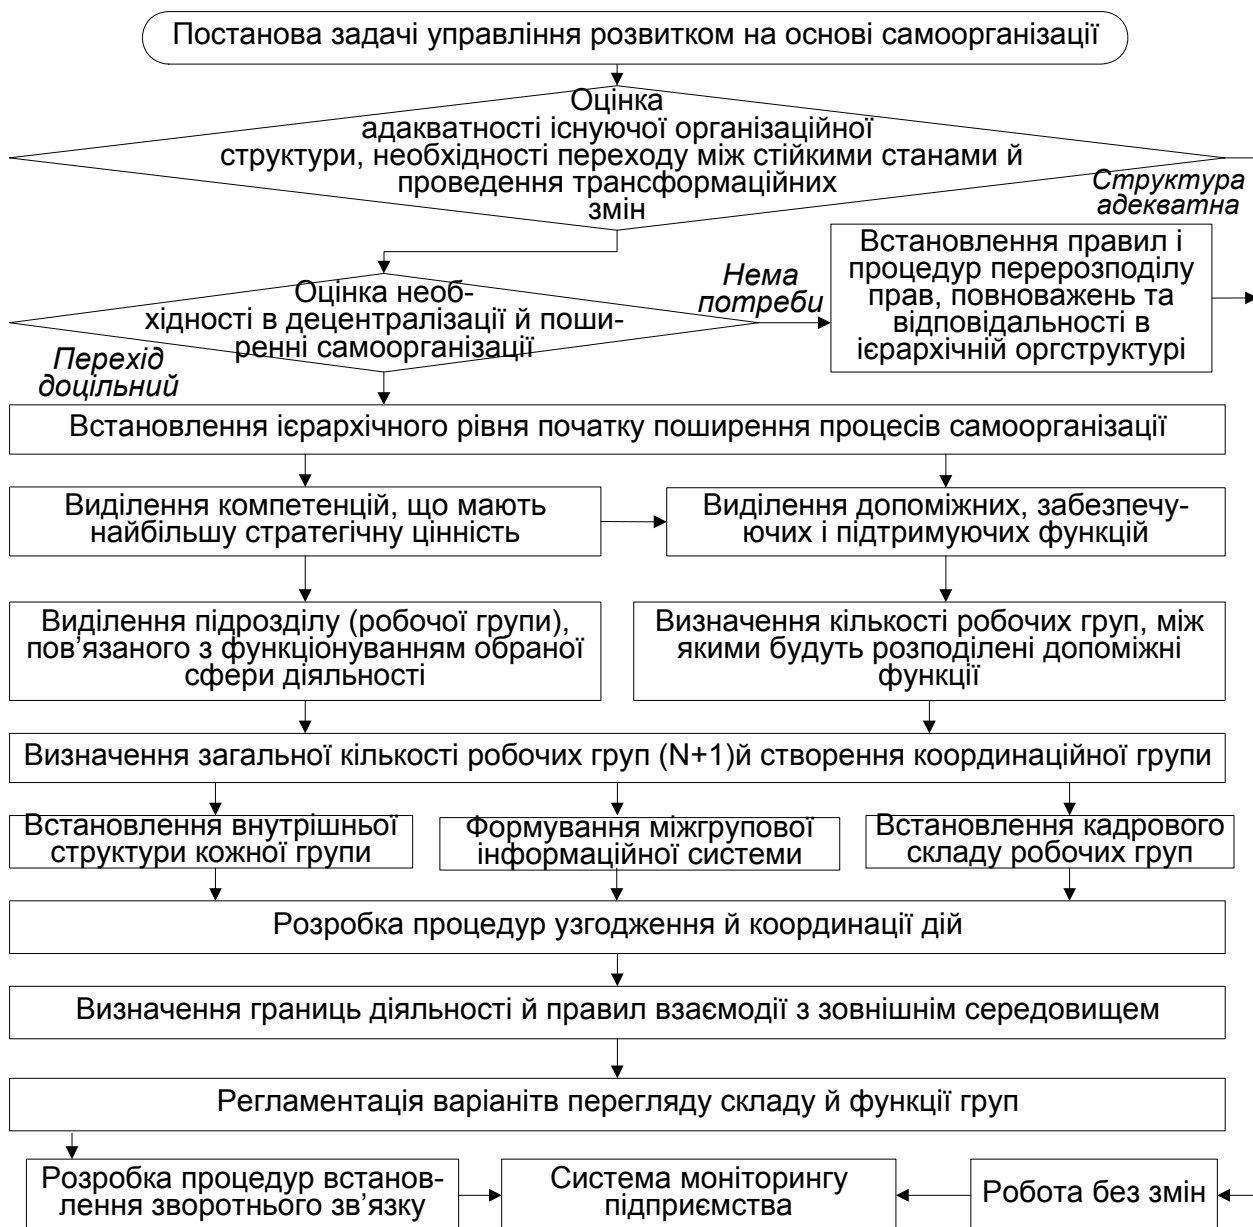 Постанова задачі управління розвитком на основі самоорганізації
Оцінка
адакватності існуючої організаційної
структури, необхідності переходу між стійкими станами й
проведення трансформаційних
змін
Структура
адекватна
Встановлення правил і
процедур перерозподілу
прав, повноважень та
відповідальності в
ієрархічній оргструктурі
Нема
потреби
Оцінка необ-
хідності в децентралізації й поши-
ренні самоорганізації
Перехід
доцільний
Встановлення ієрархічного рівня початку поширення процесів самоорганізації
Виділення компетенцій, що мають
найбільшу стратегічну цінність
Виділення допоміжних, забезпечу-
ючих і підтримуючих функцій
Виділення підрозділу (робочої групи),
пов’язаного з функціонуванням обраної
сфери діяльності
Визначення кількості робочих груп, між
якими будуть розподілені допоміжні
функції
Визначення загальної кількості робочих груп (N+1)й створення координаційної групи
Встановлення внутрішньої
структури кожної групи
Формування міжгрупової
інформаційної системи
Встановлення кадрового
складу робочих груп
Розробка процедур узгодження й координації дій
Визначення границь діяльності й правил взаємодії з зовнішнім середовищем
Регламентація варіанітв перегляду складу й функції груп
Розробка процедур встанов-
лення зворотнього зв’язку
Система моніторингу
підприємства
Робота без змін